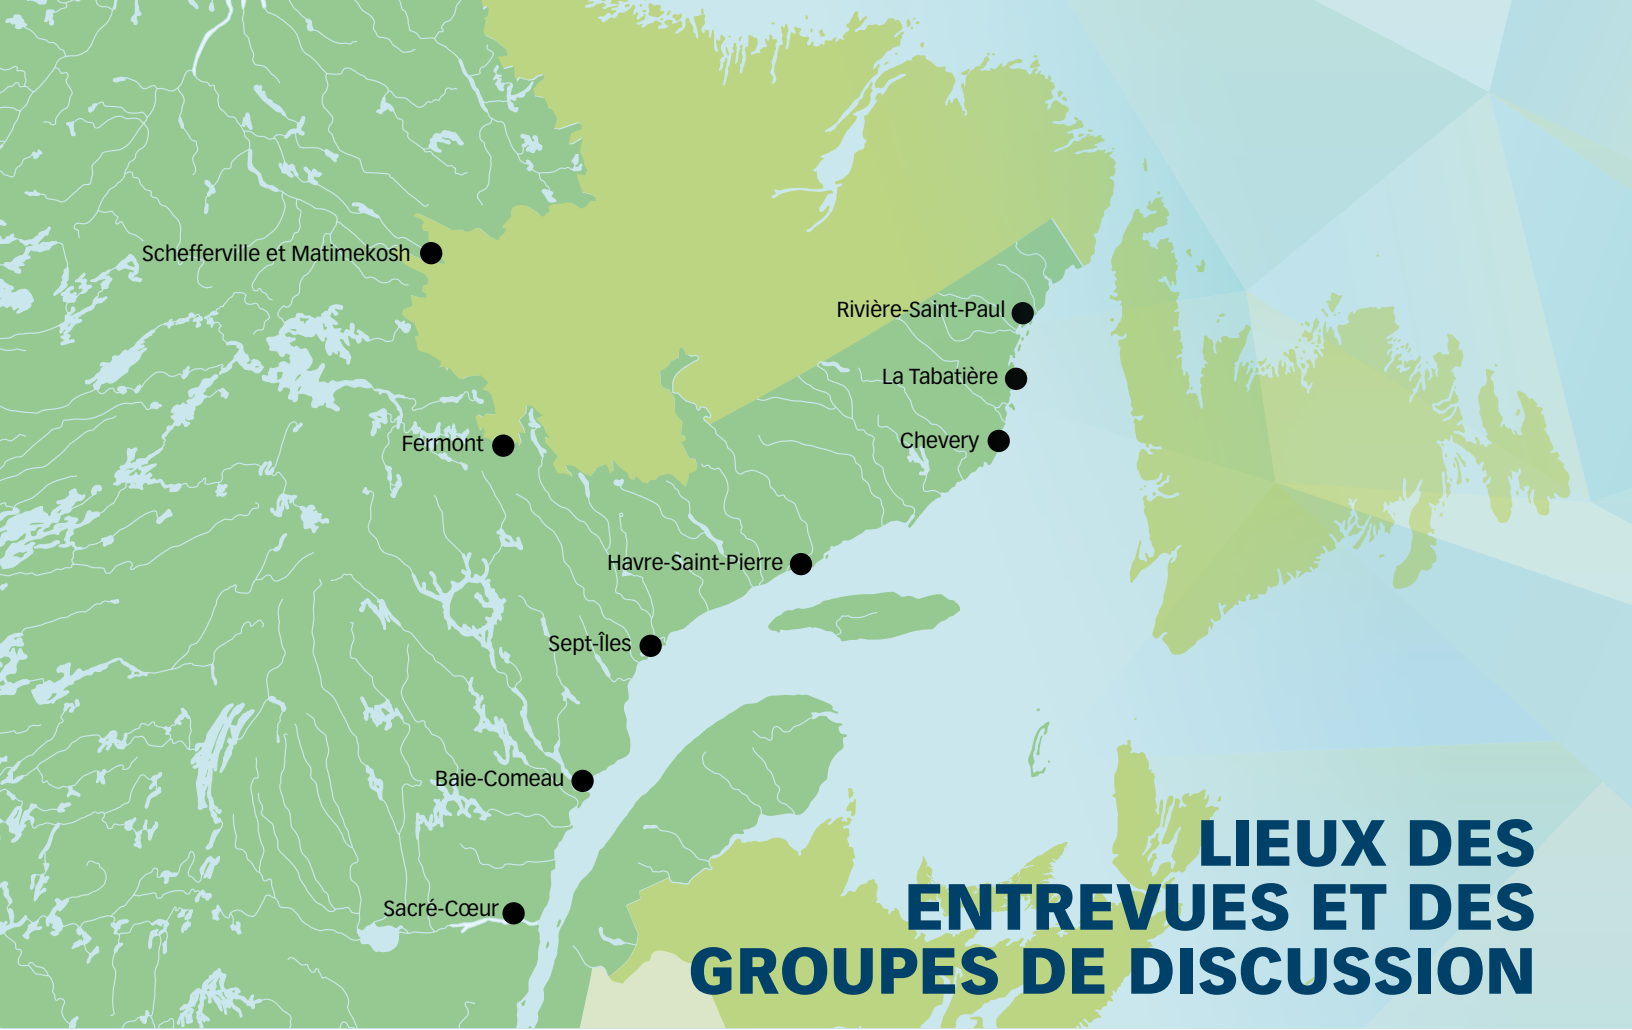 Schefferville et Matimekosh
Rivière-Saint-Paul
La Tabatière
Chevery
Fermont
Havre-Saint-Pierre
Sept-Îles
Baie-Comeau
Sacré-Cœur
LIEUX DES
ENTREVUES ET DES
GROUPES DE DISCUSSION